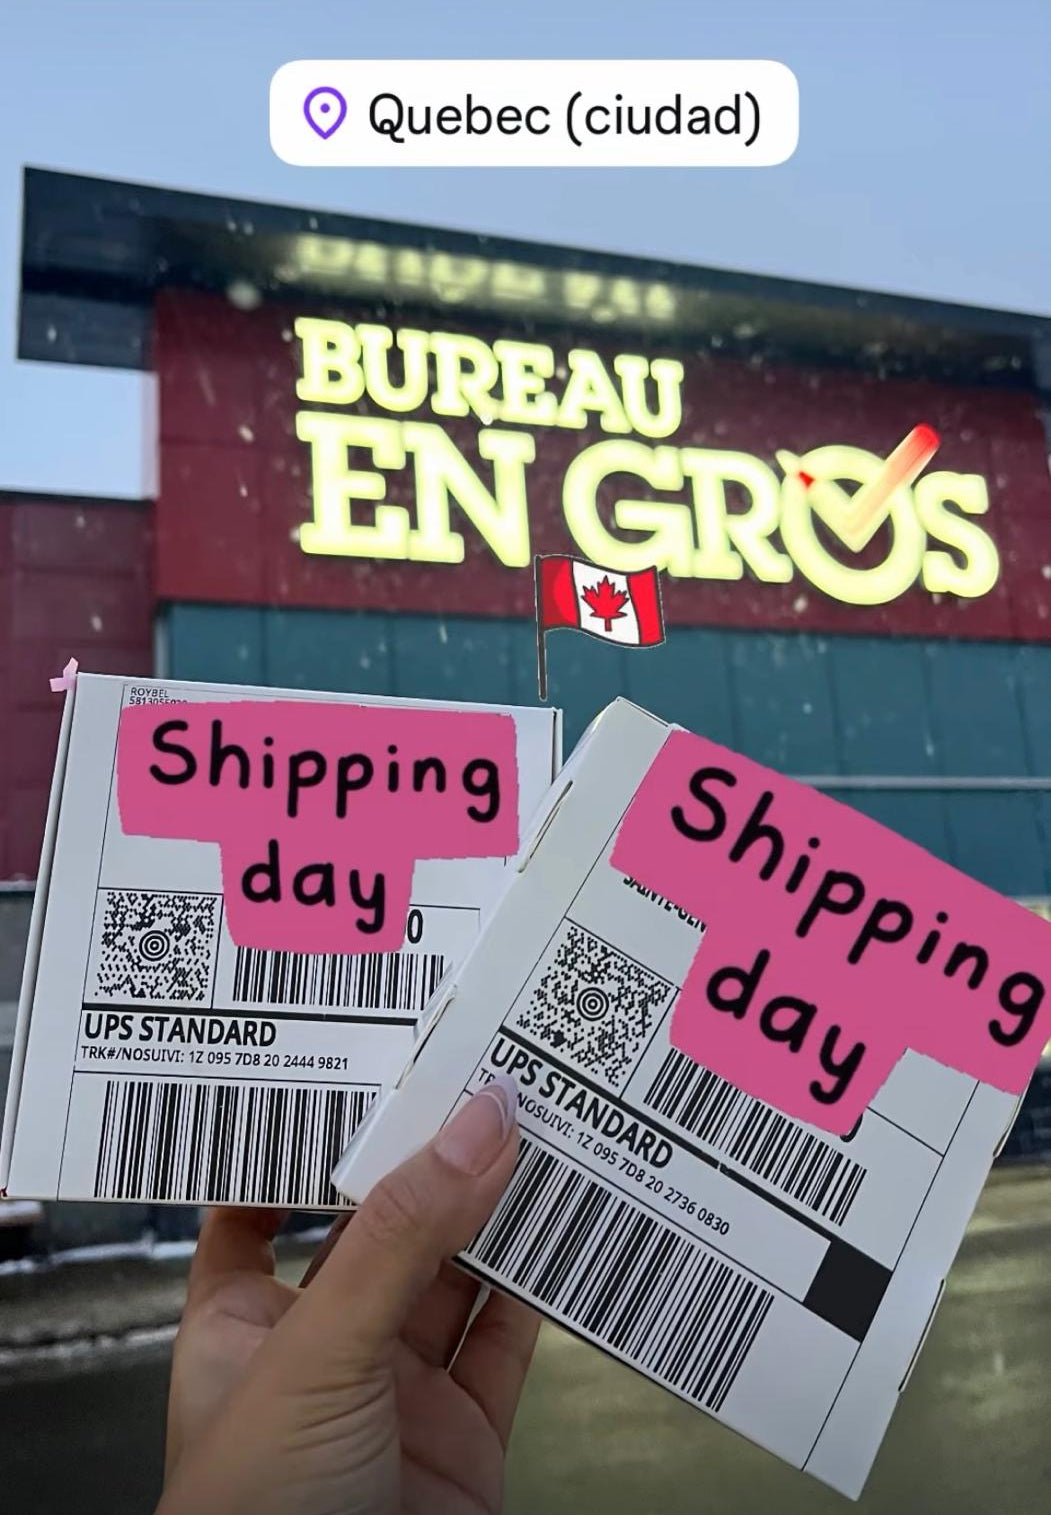 Quebec (ciudad)
BUREAU
EN GROS
ROYBEL
Shipping
day
0
UPS STANDARD
TRK#/NOSUIVI: 1Z 095 7D8 20 2444 9821
Shipping
day
UPS STANDARD
NOSUIVI: 1Z 095 7D8 20 2736 0830